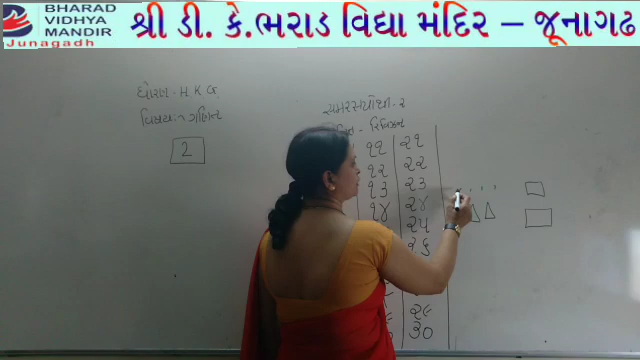 BHARAD
VIDHYA
MANDIR
Junagadh
શ્રી ડી. કે.ભરાડ વિદ્યા મંદિર – જૂનાગઢ
ધોરણ - H.K.G.
વિષય:- ગણિત
2
૧૧ ૨૧
૧૨ ૨૨
૧૩ ૨૩
૧૪ ૨૪
૨૫
૨૬
૨૯
૩૦